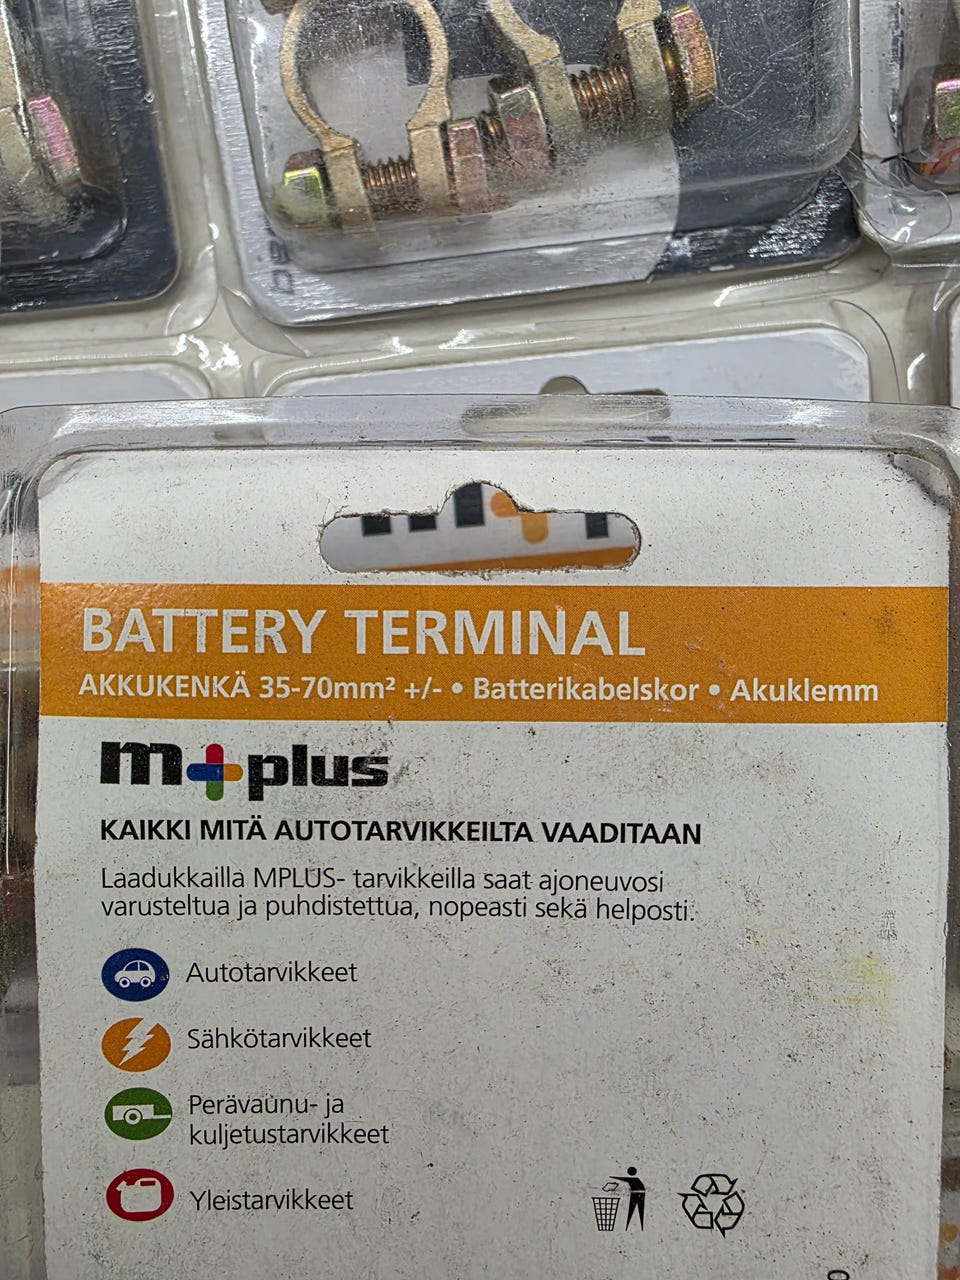 BATTERY TERMINAL
AKKUKENKÄ 35-70mm² +/- • Batterikabelskor • Akuklemm
m+plus
KAIKKI MITÄ AUTOTARVIKKEILTA VAADITAAN
Laadukkailla MPLUS- tarvikkeilla saat ajoneuvosi
varusteltua ja puhdistettua, nopeasti sekä helposti.
Autotarvikkeet
Sähkötarvikkeet
Perävaunu- ja
kuljetustarvikkeet
Yleistarvikkeet